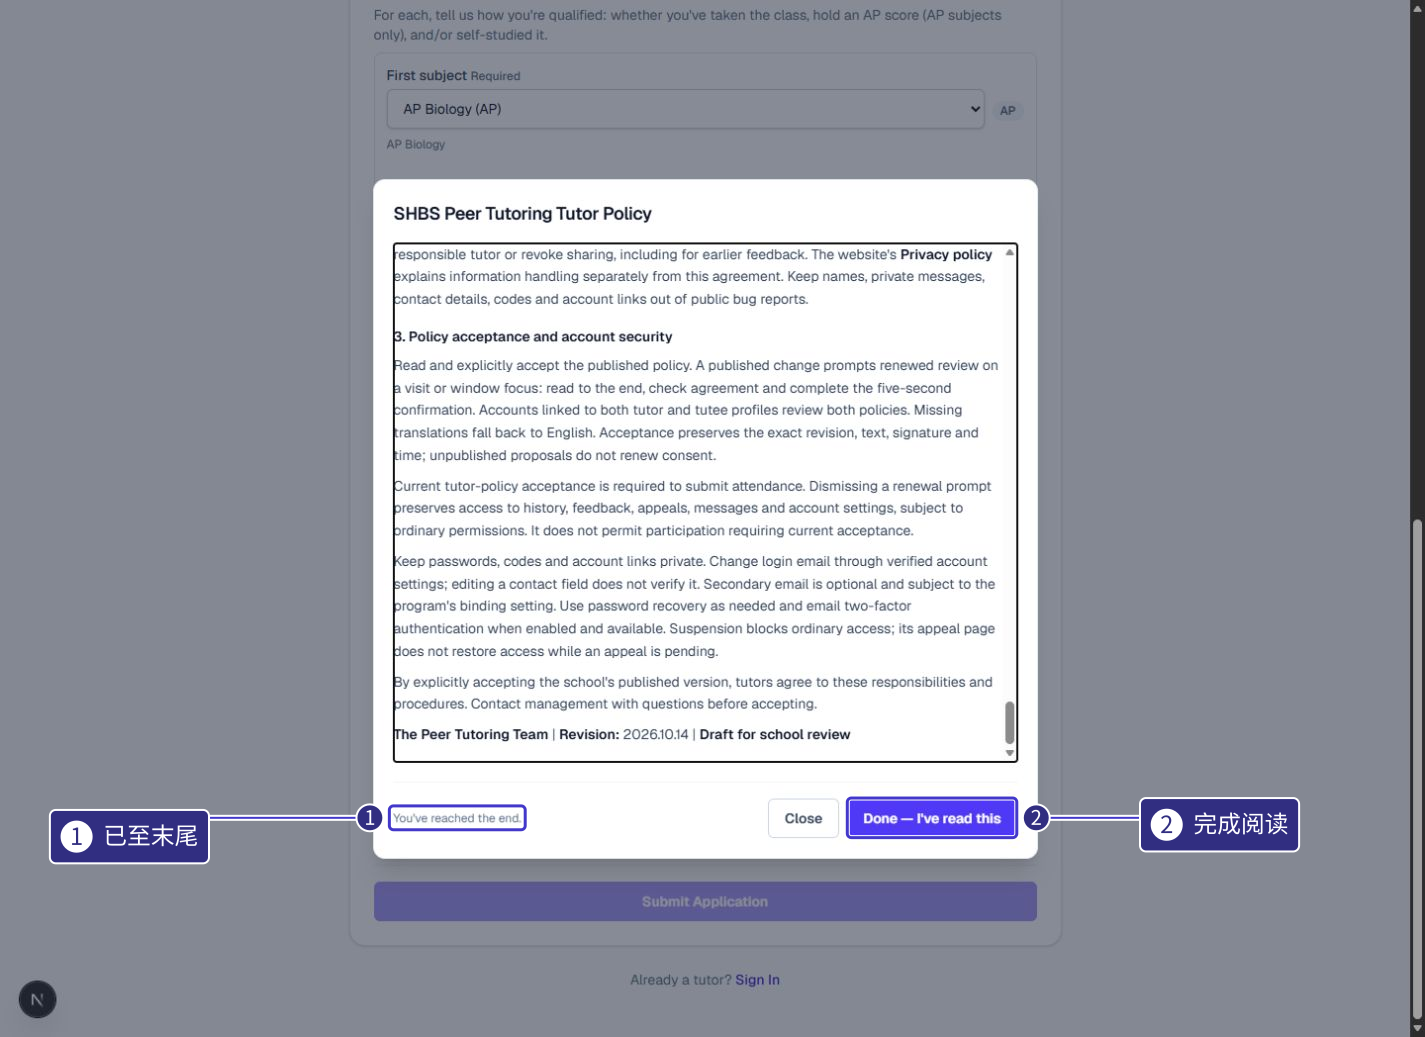 For each, tell us how you're qualified: whether you've taken the class, hold an AP score (AP subjects
only), and/or self-studied it.
First subject Required
AP Biology (AP)
AP
AP Biology
SHBS Peer Tutoring Tutor Policy
responsible tutor or revoke sharing, including for earlier feedback. The website's Privacy policy
explains information handling separately from this agreement. Keep names, private messages,
contact details, codes and account links out of public bug reports.
3. Policy acceptance and account security
Read and explicitly accept the published policy. A published change prompts renewed review on
a visit or window focus: read to the end, check agreement and complete the five-second
confirmation. Accounts linked to both tutor and tutee profiles review both policies. Missing
translations fall back to English. Acceptance preserves the exact revision, text, signature and
time; unpublished proposals do not renew consent.
Current tutor-policy acceptance is required to submit attendance. Dismissing a renewal prompt
preserves access to history, feedback, appeals, messages and account settings, subject to
ordinary permissions. It does not permit participation requiring current acceptance.
Keep passwords, codes and account links private. Change login email through verified account
settings; editing a contact field does not verify it. Secondary email is optional and subject to the
program's binding setting. Use password recovery as needed and email two-factor
authentication when enabled and available. Suspension blocks ordinary access; its appeal page
does not restore access while an appeal is pending.
By explicitly accepting the school's published version, tutors agree to these responsibilities and
procedures. Contact management with questions before accepting.
The Peer Tutoring Team | Revision: 2026.10.14 | Draft for school review
1 已至末尾
1
You've reached the end.
Close
Done — I've read this
2
2 完成阅读
Submit Application
Already a tutor? Sign In
N